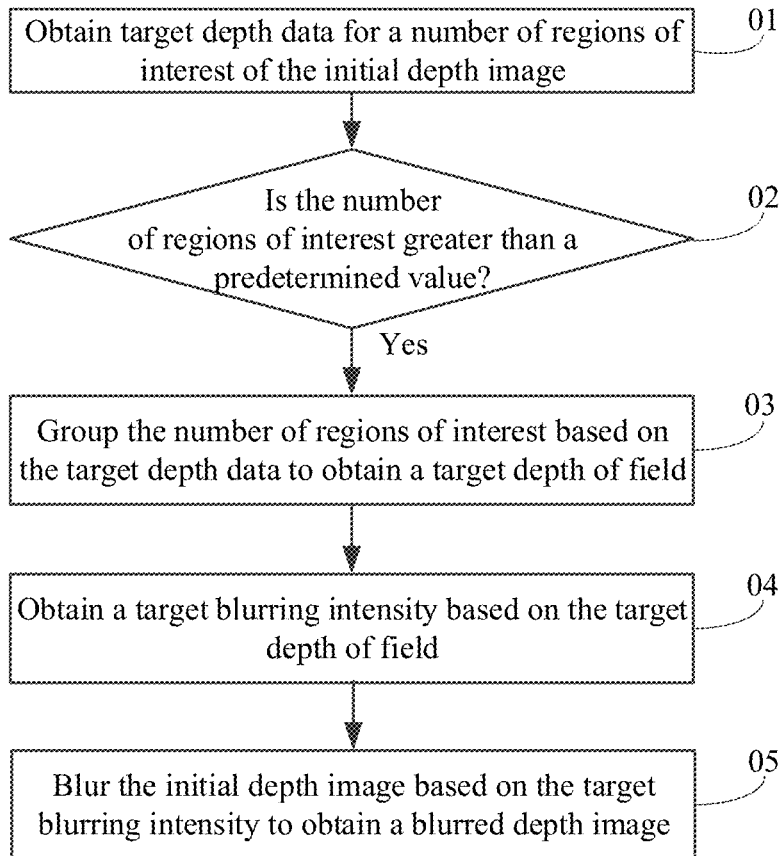 Obtain target depth data for a number of regions of
interest of the initial depth image
01
Is the number
of regions of interest greater than a
predetermined value?
02
Yes
Group the number of regions of interest based on
the target depth data to obtain a target depth of field
03
Obtain a target blurring intensity based on the target
depth of field
04
Blur the initial depth image based on the target
blurring intensity to obtain a blurred depth image
05